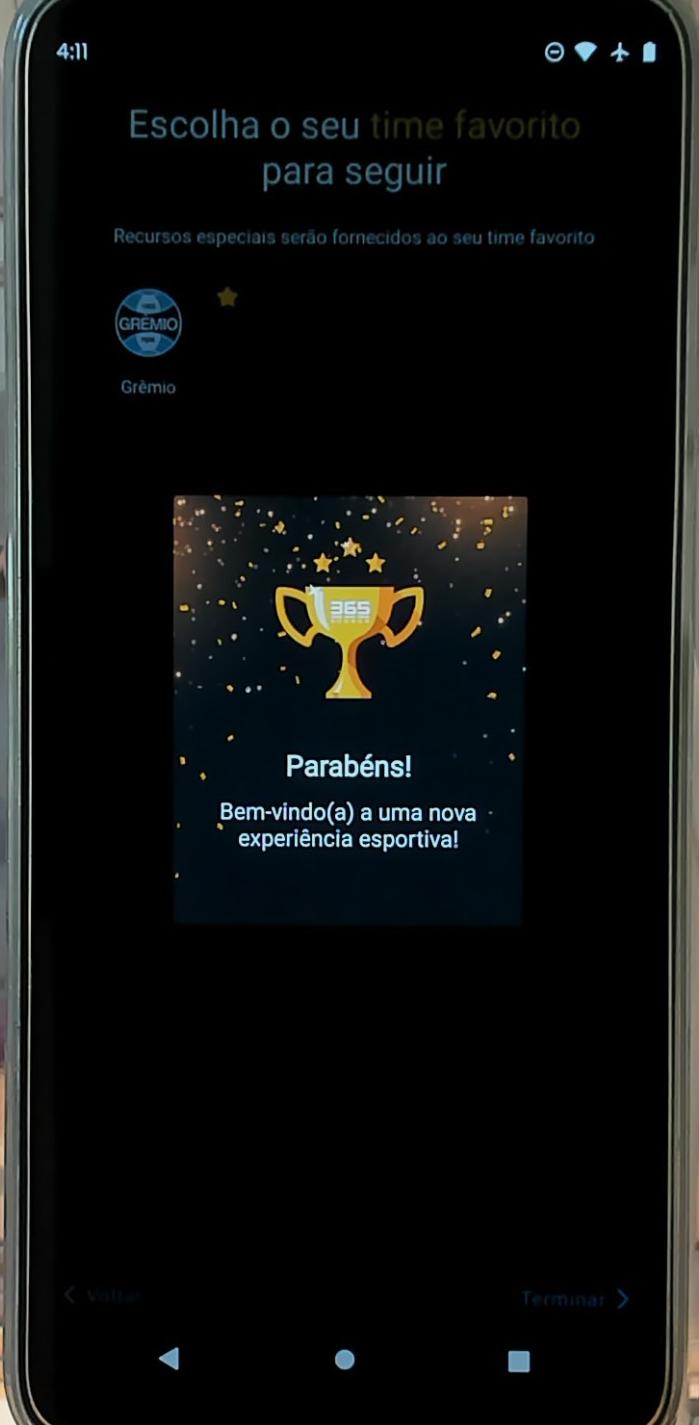 4:11
Escolha o seu time favorito
para seguir
Recursos especiais serão fornecidos ao seu time favorito
GRÊMIO
Grêmio
365
Parabéns!
Bem-vindo(a) a uma nova
experiência esportiva!
Voltar
Terminar